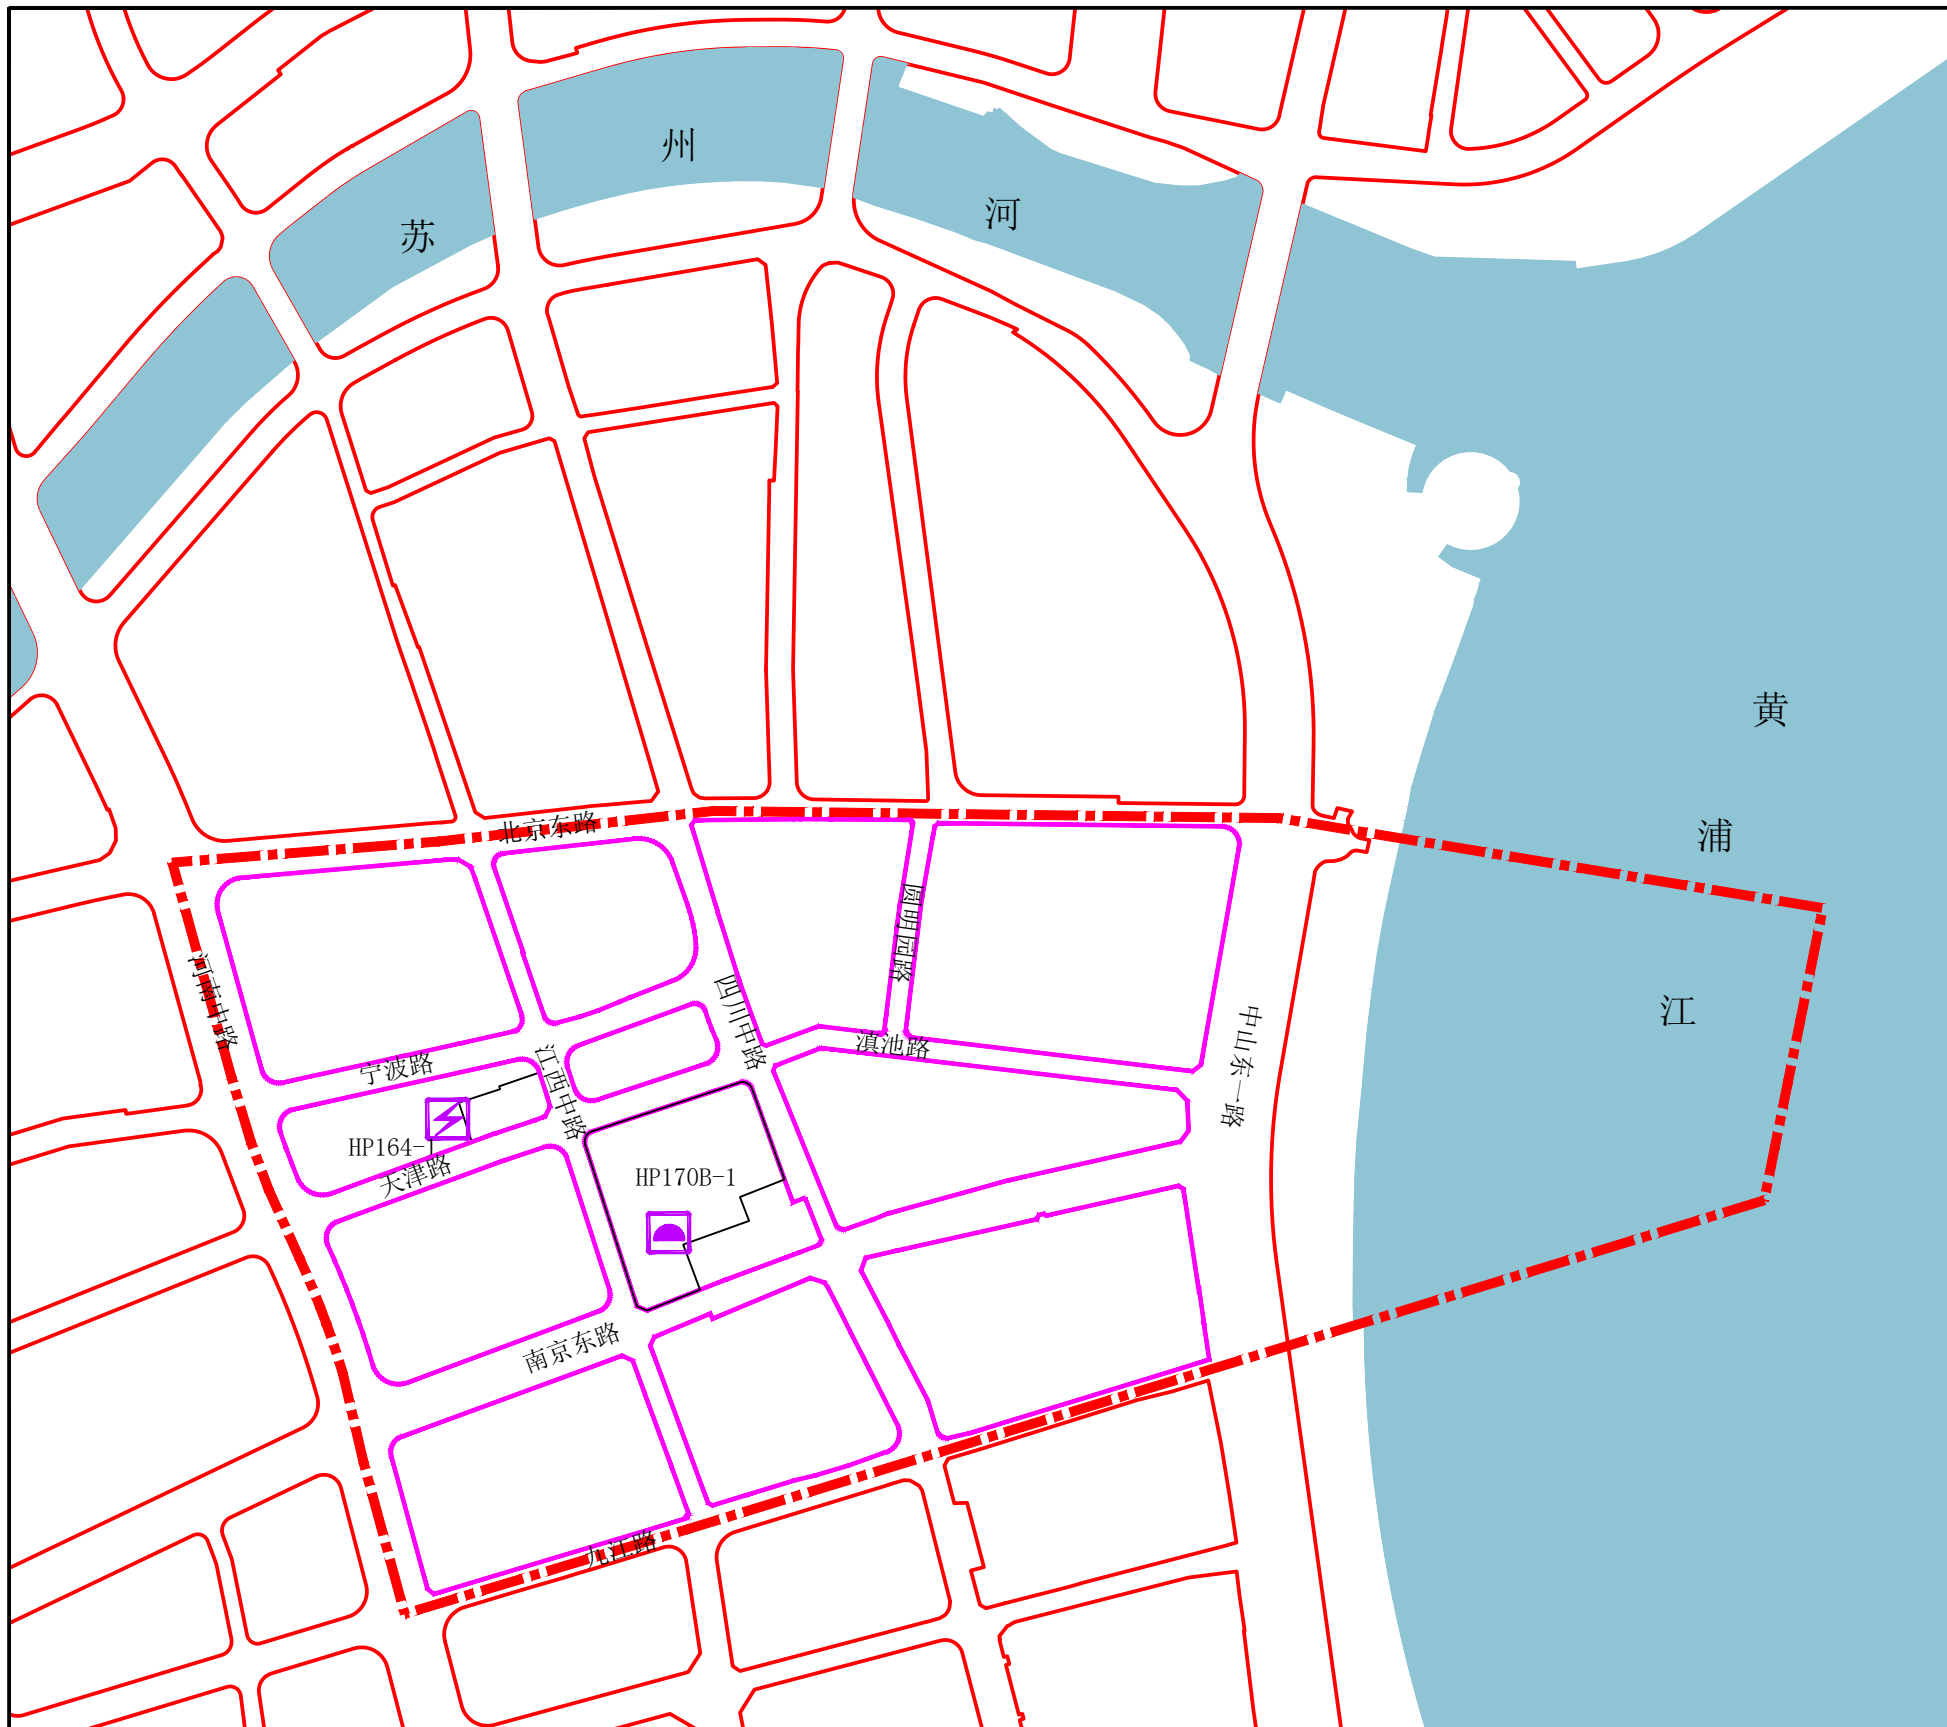 州
苏
河
黄
浦
江
北京东路
圆明园路
河南中路
四川中路
滇池路
中山东一路
宁波路
江西中路
HP164-1
天津路
HP170B-1
南京东路
九江路